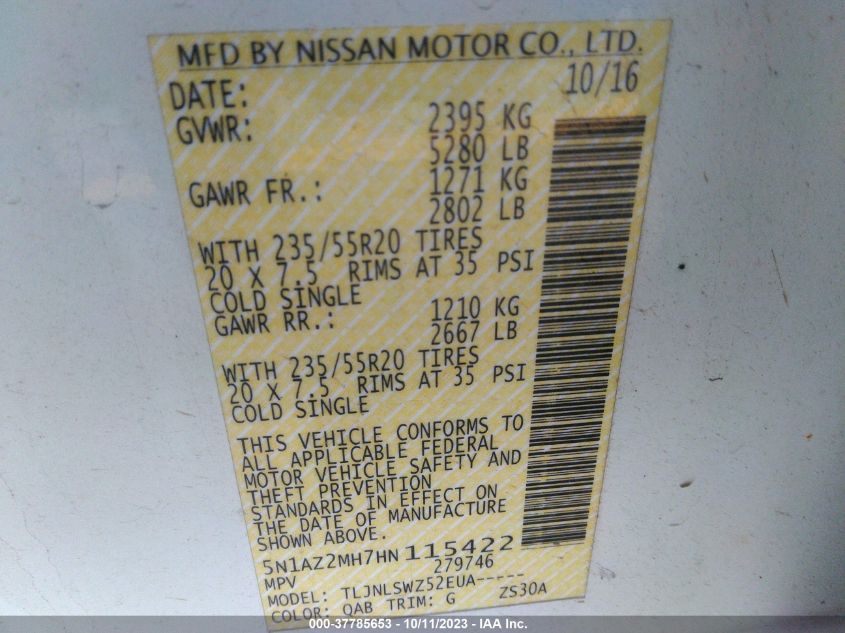 MFD BY NISSAN MOTOR CO., LTD.
DATE: 10/16
GVWR: 2395 KG
5280 LB
GAWR FR.: 1271 KG
2802 LB
WITH 235/55R20 TIRES
20 X 7.5 RIMS AT 35 PSI
COLD SINGLE
GAWR RR.: 1210 KG
2667 LB
WITH 235/55R20 TIRES
20 X 7.5 RIMS AT 35 PSI
COLD SINGLE
THIS VEHICLE CONFORMS TO
ALL APPLICABLE FEDERAL
MOTOR VEHICLE SAFETY AND
THEFT PREVENTION
STANDARDS IN EFFECT ON
THE DATE OF MANUFACTURE
SHOWN ABOVE.
5N1AZ2MH7HN115422
MPV 279746
MODEL: TLJNLSWZ52EUA-----
COLOR: QAB TRIM: G ZS30A
000-37785653 - 10/11/2023 - IAA Inc.